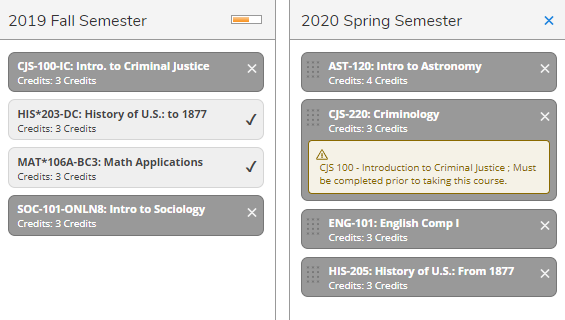 2019 Fall Semester
CJS-100-IC: Intro. to Criminal Justice
Credits: 3 Credits
HIS*203-DC: History of U.S.: to 1877
Credits: 3 Credits
MAT*106A-BC3: Math Applications
Credits: 3 Credits
SOC-101-ONLN8: Intro to Sociology
Credits: 3 Credits
2020 Spring Semester
AST-120: Intro to Astronomy
Credits: 4 Credits
CJS-220: Criminology
Credits: 3 Credits
CJS 100 - Introduction to Criminal Justice ; Must
be completed prior to taking this course.
ENG-101: English Comp I
Credits: 3 Credits
HIS-205: History of U.S.: From 1877
Credits: 3 Credits